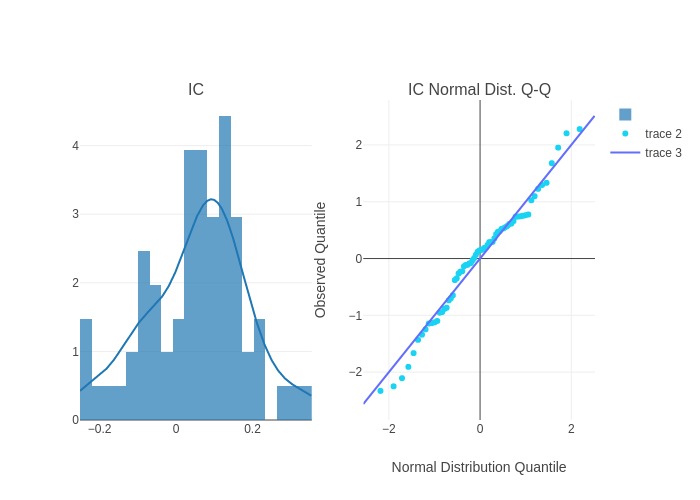 IC
IC Normal Dist. Q-Q
trace 2
trace 3
4
3
2
1
0
−0.2
0
0.2
Observed Quantile
2
1
0
−1
−2
−2
0
2
Normal Distribution Quantile